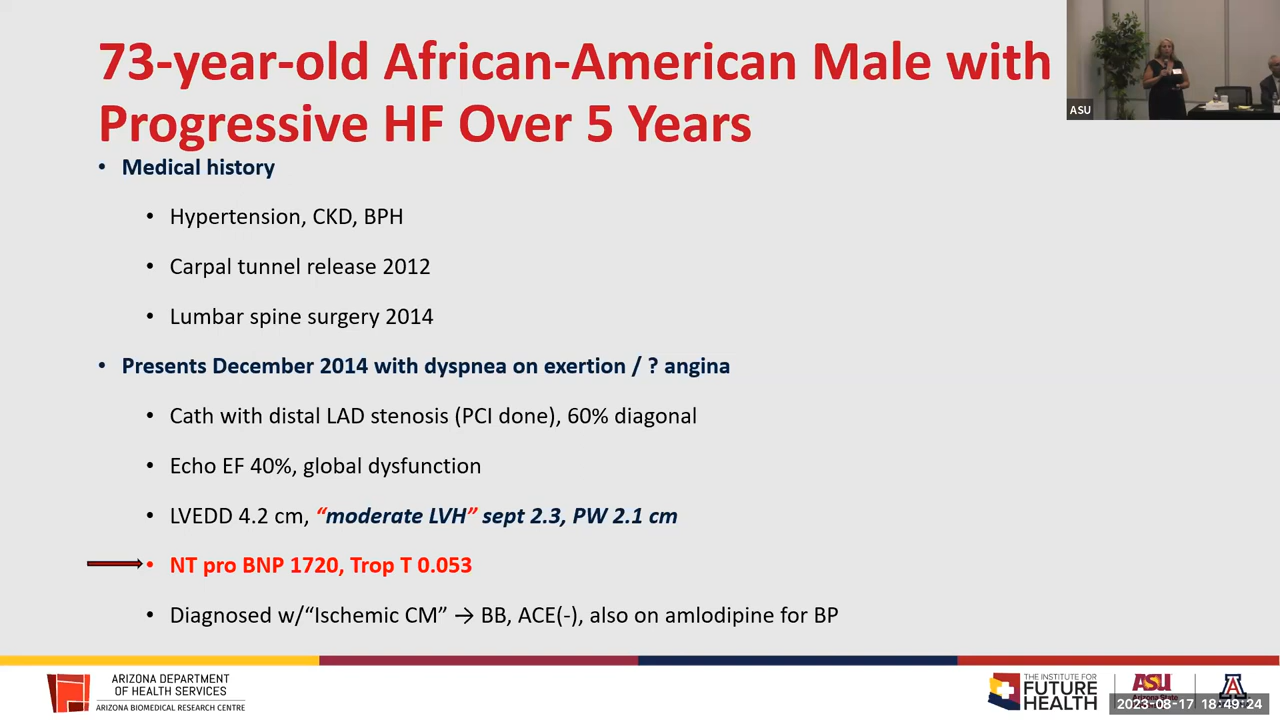 73-year-old African-American Male with
Progressive HF Over 5 Years
ASU
• Medical history
• Hypertension, CKD, BPH
• Carpal tunnel release 2012
• Lumbar spine surgery 2014
• Presents December 2014 with dyspnea on exertion / ? angina
• Cath with distal LAD stenosis (PCI done), 60% diagonal
• Echo EF 40%, global dysfunction
• LVEDD 4.2 cm, “moderate LVH” sept 2.3, PW 2.1 cm
• NT pro BNP 1720, Trop T 0.053
• Diagnosed w/“Ischemic CM” → BB, ACE(-), also on amlodipine for BP
ARIZONA DEPARTMENT
OF HEALTH SERVICES
ARIZONA BIOMEDICAL RESEARCH CENTRE
THE INSTITUTE FOR
FUTURE
HEALTH
ASU
A
2023-08-17 18:49:24